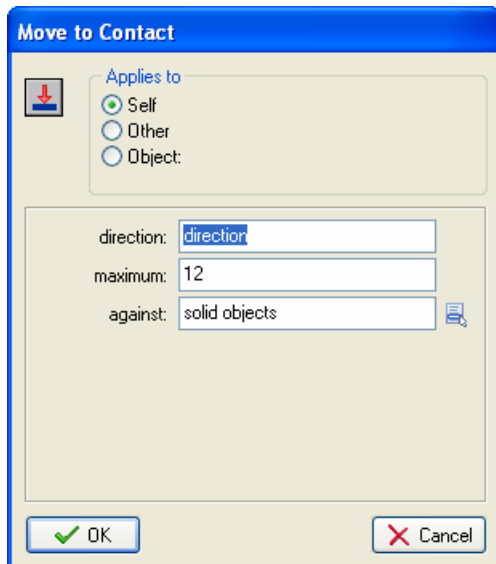 Move to Contact
Applies to
Self
Other
Object:
direction: direction
maximum: 12
against: solid objects
OK Cancel